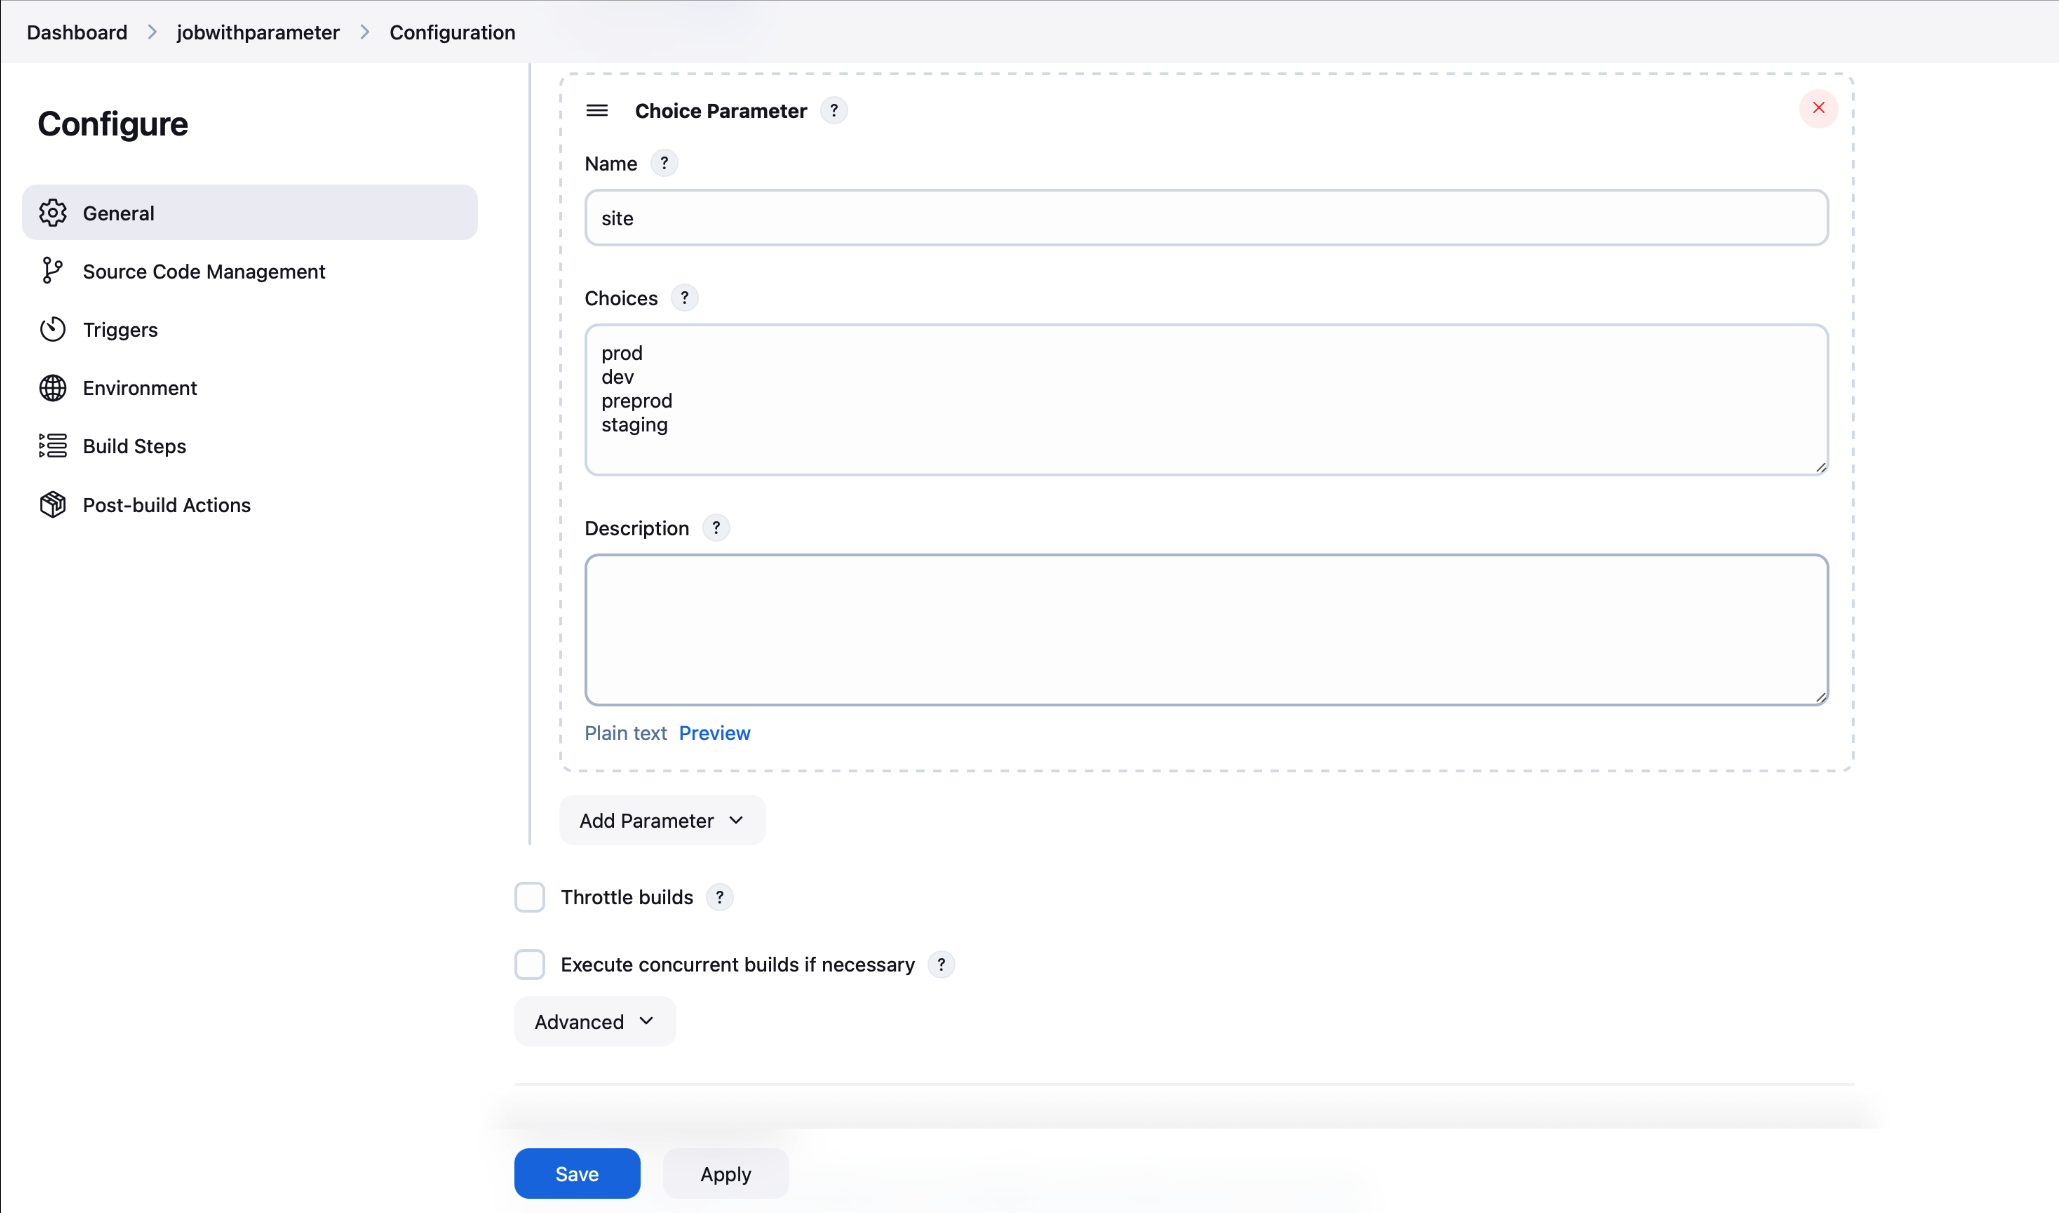 Dashboard > jobwithparameter > Configuration
Configure
General
Source Code Management
Triggers
Environment
Build Steps
Post-build Actions
Choice Parameter ?
Name ?
site
Choices ?
prod
dev
preprod
staging
Description ?
Plain text Preview
Add Parameter
Throttle builds ?
Execute concurrent builds if necessary ?
Advanced
Save Apply